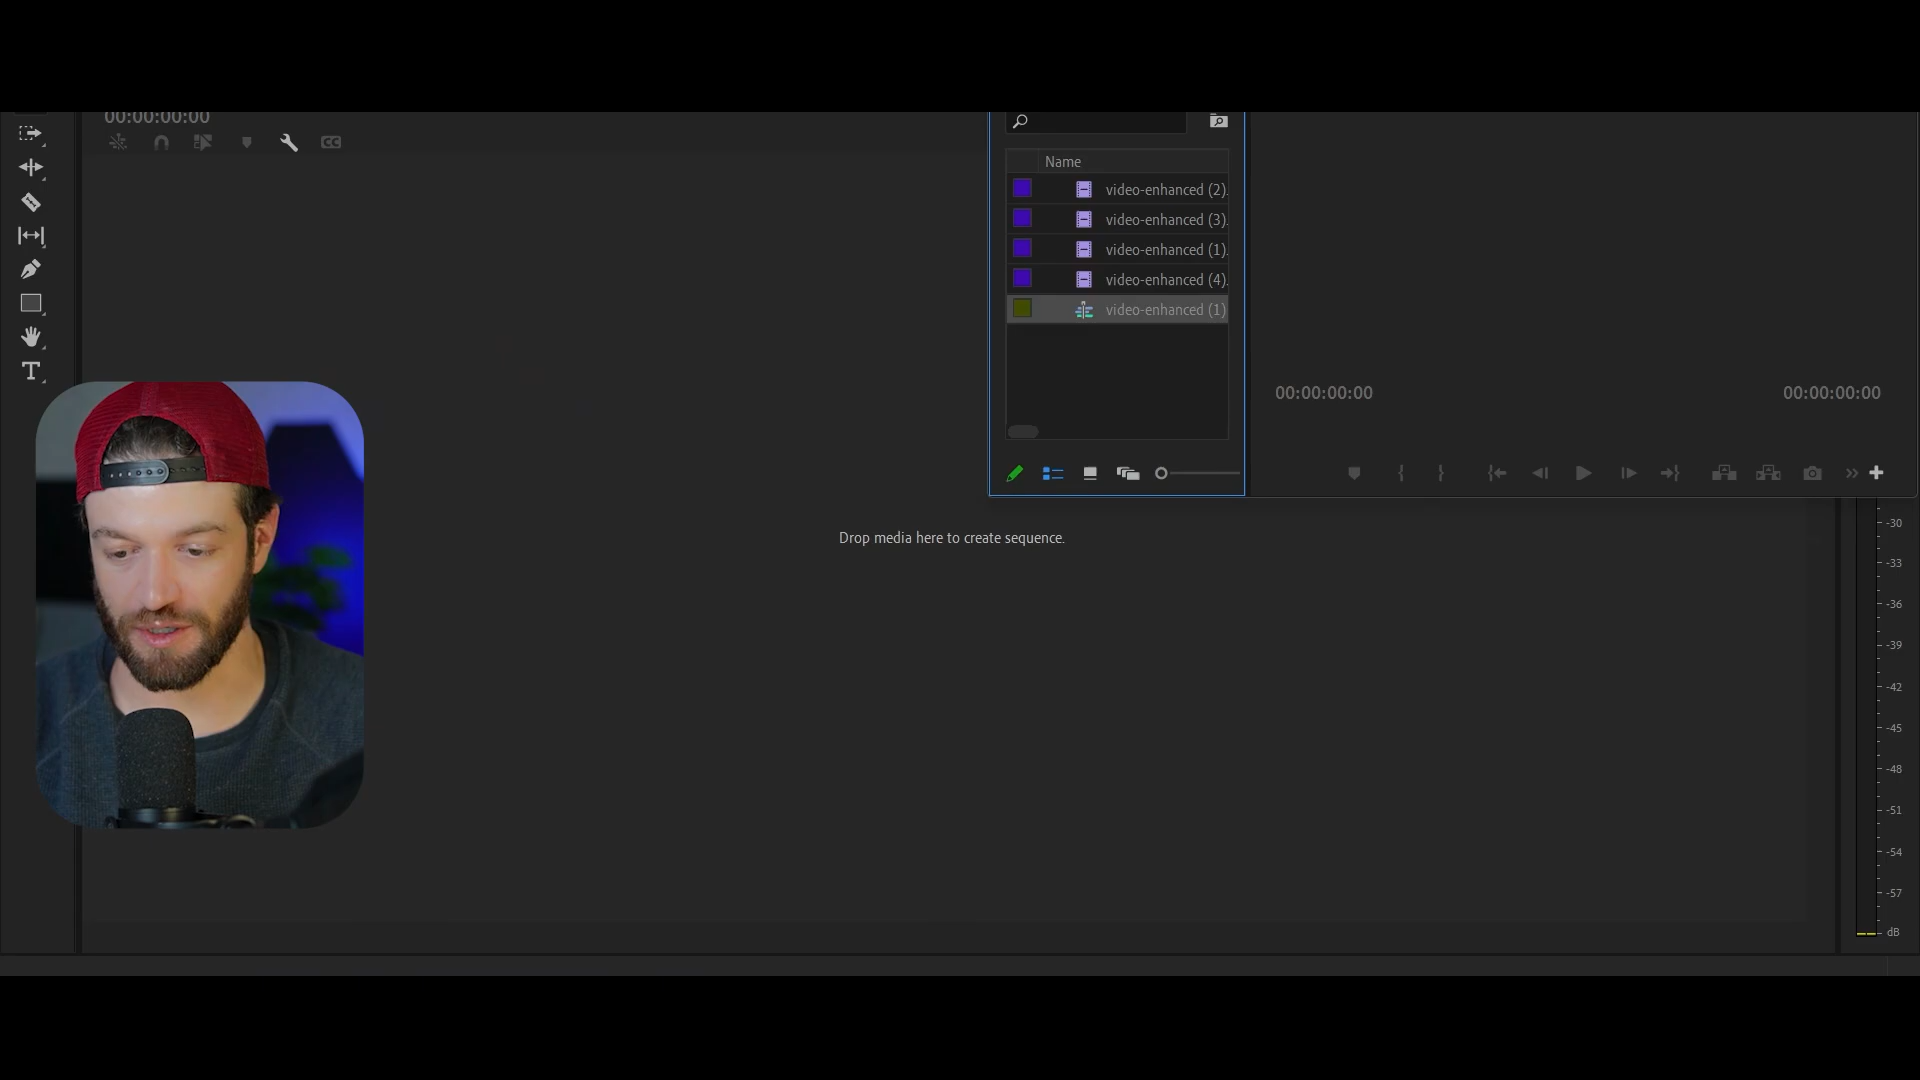 00:00:00:00
CC
Name
video-enhanced (2).
video-enhanced (3).
video-enhanced (1).
video-enhanced (4).
video-enhanced (1)
00:00:00:00
00:00:00:00
Drop media here to create sequence.
-30
-33
-36
-39
-42
-45
-48
-51
-54
-57
dB